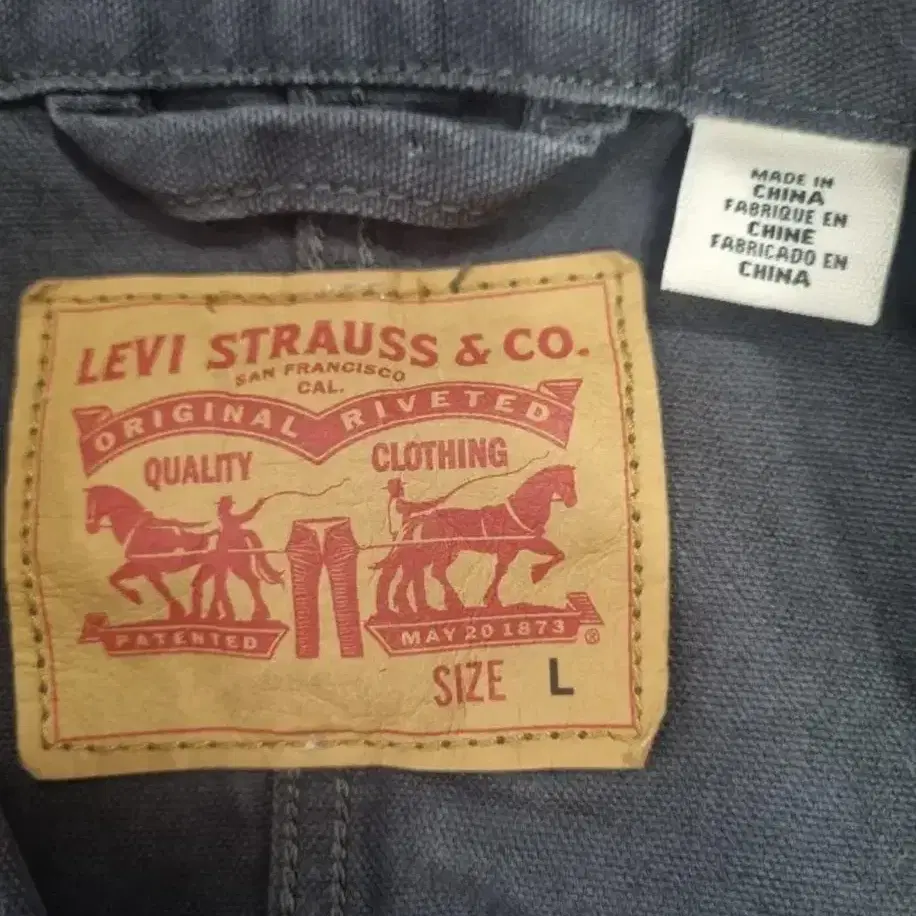 LEVI STRAUSS & CO.
SAN FRANCISCO
CAL.
ORIGINAL RIVETED
QUALITY CLOTHING
PATENTED MAY 20 1873 ®
SIZE L
MADE IN
CHINA
FABRIQUE EN
CHINE
FABRICADO EN
CHINA